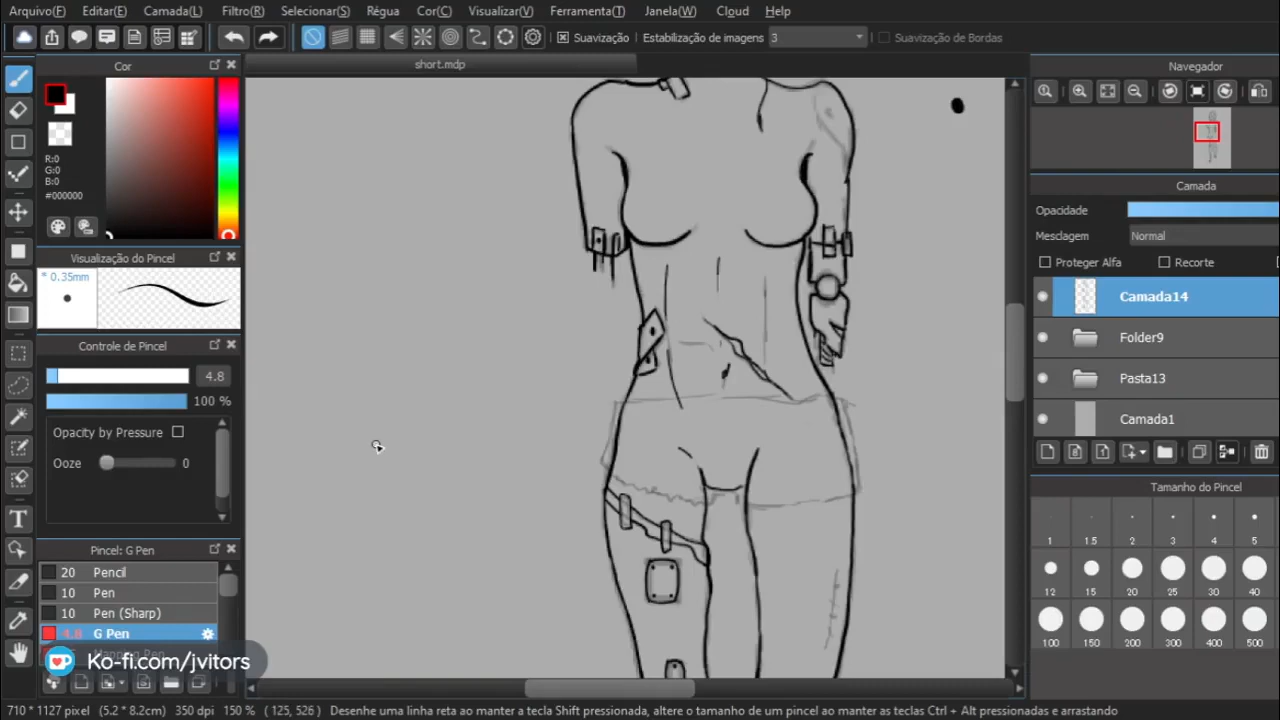 Arquivo(F) Editar(E) Camada(L) Filtro(R) Selecionar(S) Régua Cor(C) Visualizar(V) Ferramenta(T) Janela(W) Cloud Help
Suavização Estabilização de imagens 3 Suavização de Bordas
Cor
short.mdp
Navegador
R:0
G:0
B:0
#000000
Camada
Opacidade
Mesclagem Normal
Proteger Alfa Recorte
Visualização do Pincel
* 0.35mm
Camada14
Folder9
Pasta13
Camada1
Controle de Pincel
4.8
100 %
Opacity by Pressure
Ooze 0
Tamanho do Pincel
1 1.5 2 3 4 5
12 15 20 25 30 40
100 150 200 300 400 500
Pincel: G Pen
20 Pencil
10 Pen
10 Pen (Sharp)
4.8 G Pen
Mapping Pen
Ko-fi.com/jvitors
710 * 1127 pixel (5.2 * 8.2cm) 350 dpi 150 % ( 125, 526 ) Desenhe uma linha reta ao manter a tecla Shift pressionada, altere o tamanho de um pincel ao manter as teclas Ctrl + Alt pressionadas e arrastando